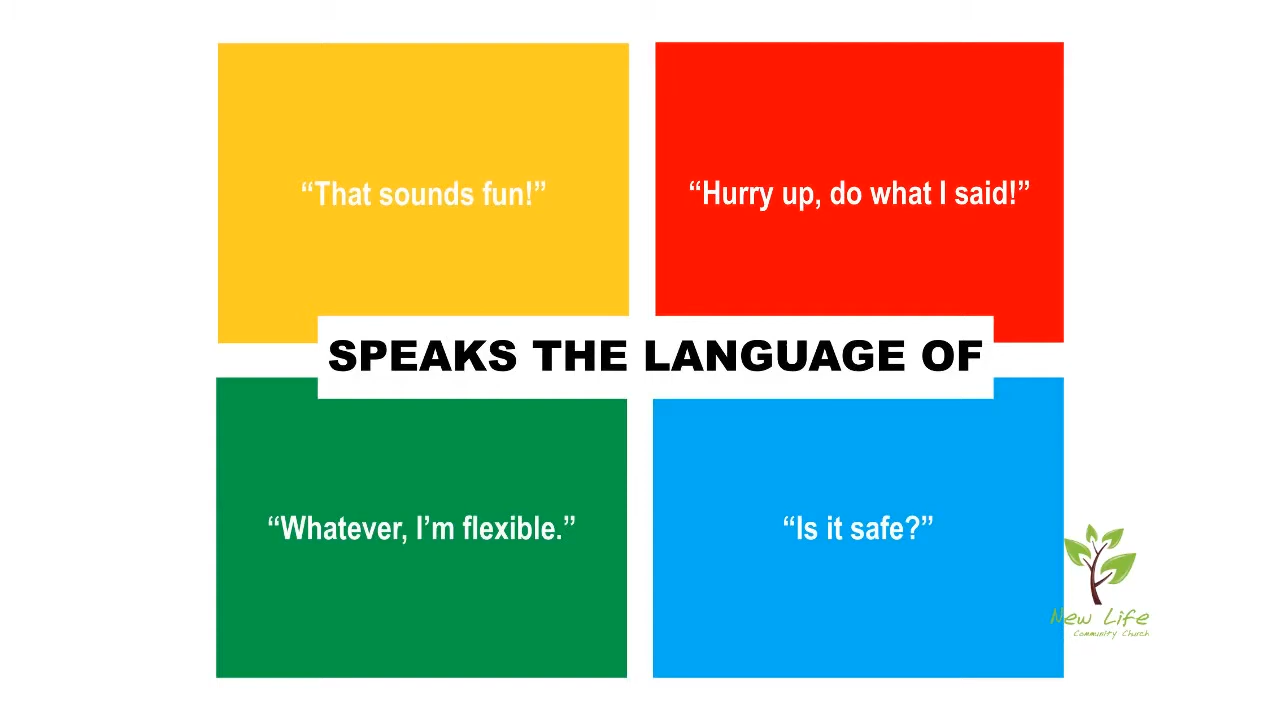 “That sounds fun!”
“Hurry up, do what I said!”
SPEAKS THE LANGUAGE OF
“Whatever, I’m flexible.”
“Is it safe?”
New Life
Community Church